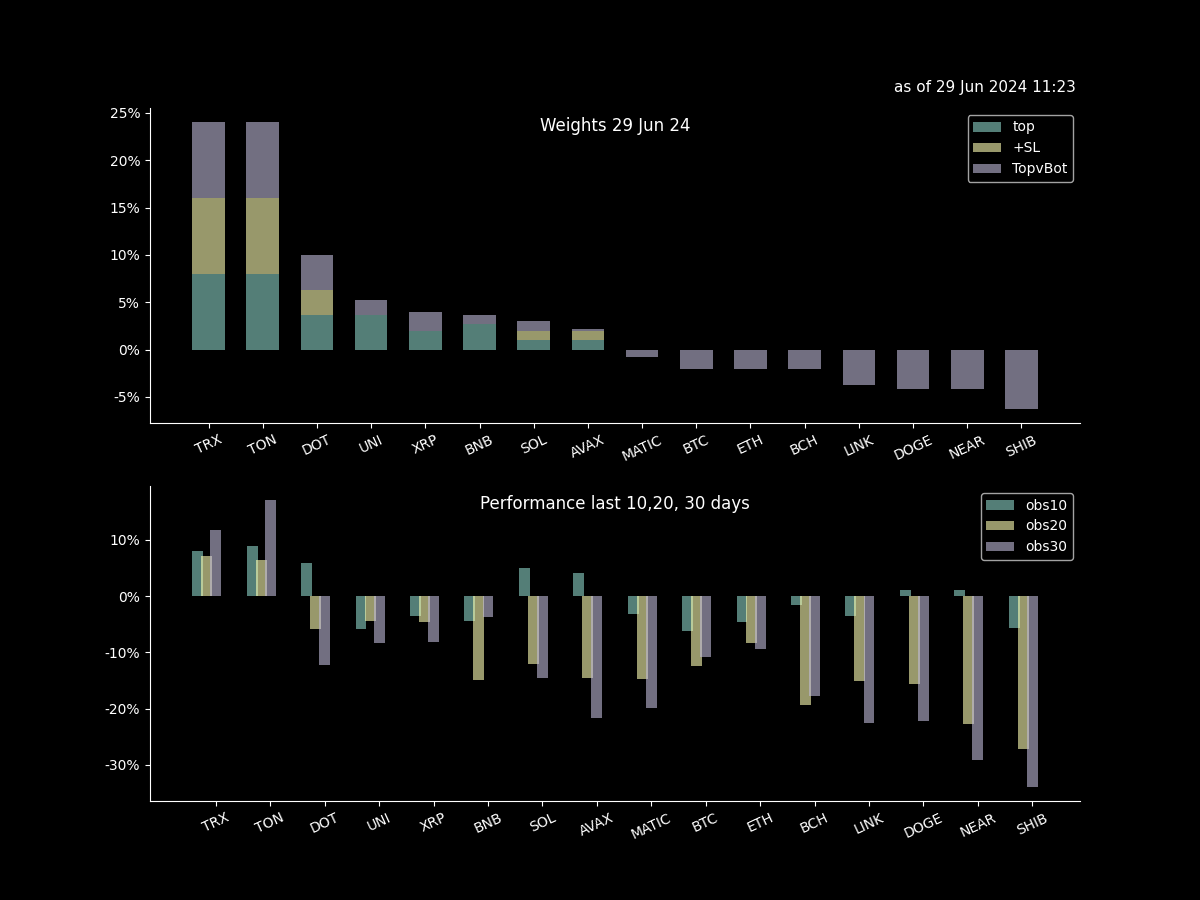 as of 29 Jun 2024 11:23
Weights 29 Jun 24
top
+SL
TopvBot
25%
20%
15%
10%
5%
0%
-5%
TRX TON DOT UNI XRP BNB SOL AVAX MATIC BTC ETH BCH LINK DOGE NEAR SHIB
Performance last 10,20, 30 days
obs10
obs20
obs30
10%
0%
-10%
-20%
-30%
TRX TON DOT UNI XRP BNB SOL AVAX MATIC BTC ETH BCH LINK DOGE NEAR SHIB